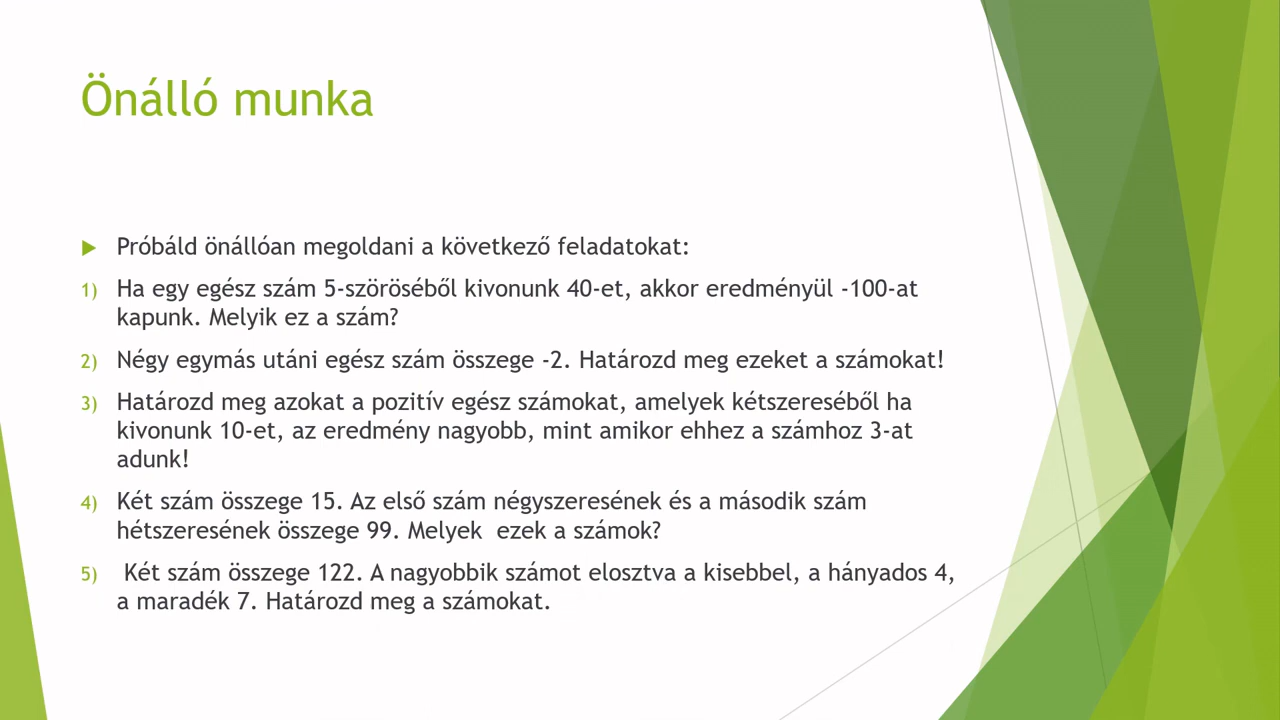 Önálló munka
Próbáld önállóan megoldani a következő feladatokat:
1) Ha egy egész szám 5-szöröséből kivonunk 40-et, akkor eredményül -100-at
kapunk. Melyik ez a szám?
2) Négy egymás utáni egész szám összege -2. Határozd meg ezeket a számokat!
3) Határozd meg azokat a pozitív egész számokat, amelyek kétszereséből ha
kivonunk 10-et, az eredmény nagyobb, mint amikor ehhez a számhoz 3-at
adunk!
4) Két szám összege 15. Az első szám négyszeresének és a második szám
hétszeresének összege 99. Melyek  ezek a számok?
5) Két szám összege 122. A nagyobbik számot elosztva a kisebbel, a hányados 4,
a maradék 7. Határozd meg a számokat.